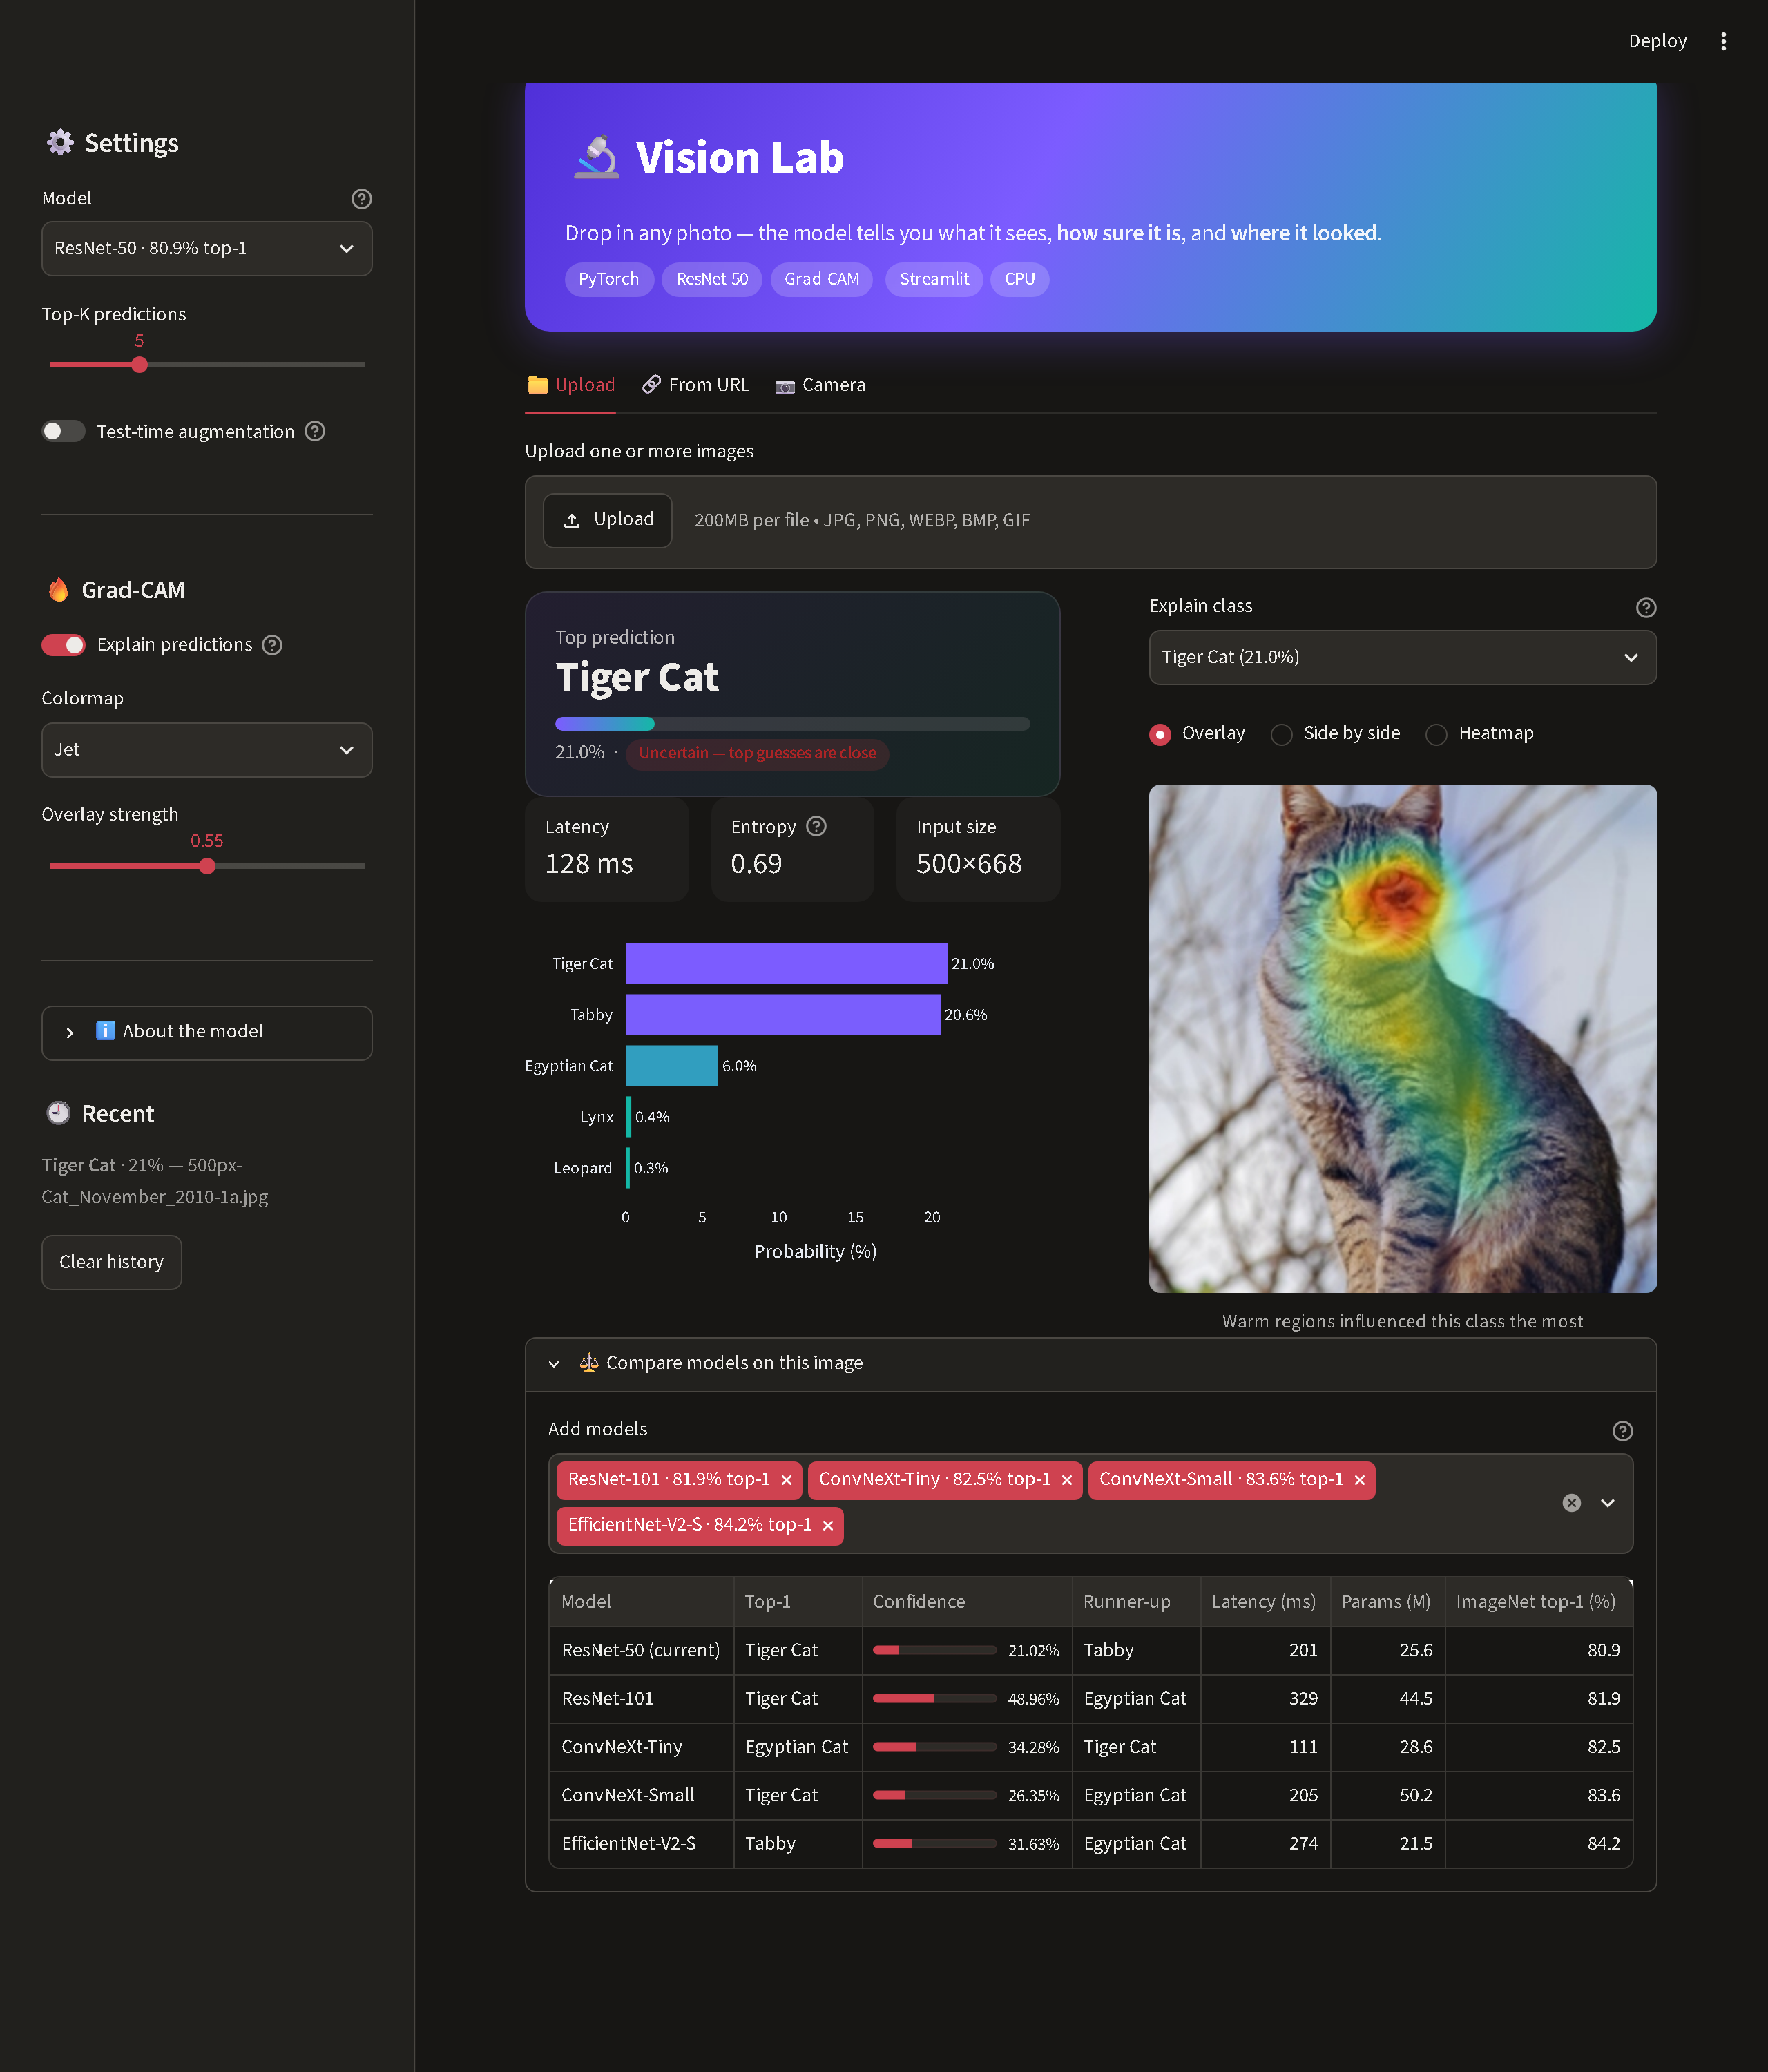 Deploy
Settings
Model
ResNet-50 · 80.9% top-1
Top-K predictions
5
Test-time augmentation
Grad-CAM
Explain predictions
Colormap
Jet
Overlay strength
0.55
About the model
Recent
Tiger Cat · 21% — 500px-
Cat_November_2010-1a.jpg
Clear history
Vision Lab
Drop in any photo — the model tells you what it sees, how sure it is, and where it looked.
PyTorch ResNet-50 Grad-CAM Streamlit CPU
Upload From URL Camera
Upload one or more images
Upload 200MB per file • JPG, PNG, WEBP, BMP, GIF
Top prediction
Tiger Cat
21.0% · Uncertain — top guesses are close
Latency Entropy Input size
128 ms 0.69 500×668
Tiger Cat 21.0%
Tabby 20.6%
Egyptian Cat 6.0%
Lynx 0.4%
Leopard 0.3%
0 5 10 15 20
Probability (%)
Explain class
Tiger Cat (21.0%)
Overlay Side by side Heatmap
Warm regions influenced this class the most
Compare models on this image
Add models
ResNet-101 · 81.9% top-1 ConvNeXt-Tiny · 82.5% top-1 ConvNeXt-Small · 83.6% top-1
EfficientNet-V2-S · 84.2% top-1
Model Top-1 Confidence Runner-up Latency (ms) Params (M) ImageNet top-1 (%)
ResNet-50 (current) Tiger Cat 21.02% Tabby 201 25.6 80.9
ResNet-101 Tiger Cat 48.96% Egyptian Cat 329 44.5 81.9
ConvNeXt-Tiny Egyptian Cat 34.28% Tiger Cat 111 28.6 82.5
ConvNeXt-Small Tiger Cat 26.35% Egyptian Cat 205 50.2 83.6
EfficientNet-V2-S Tabby 31.63% Egyptian Cat 274 21.5 84.2